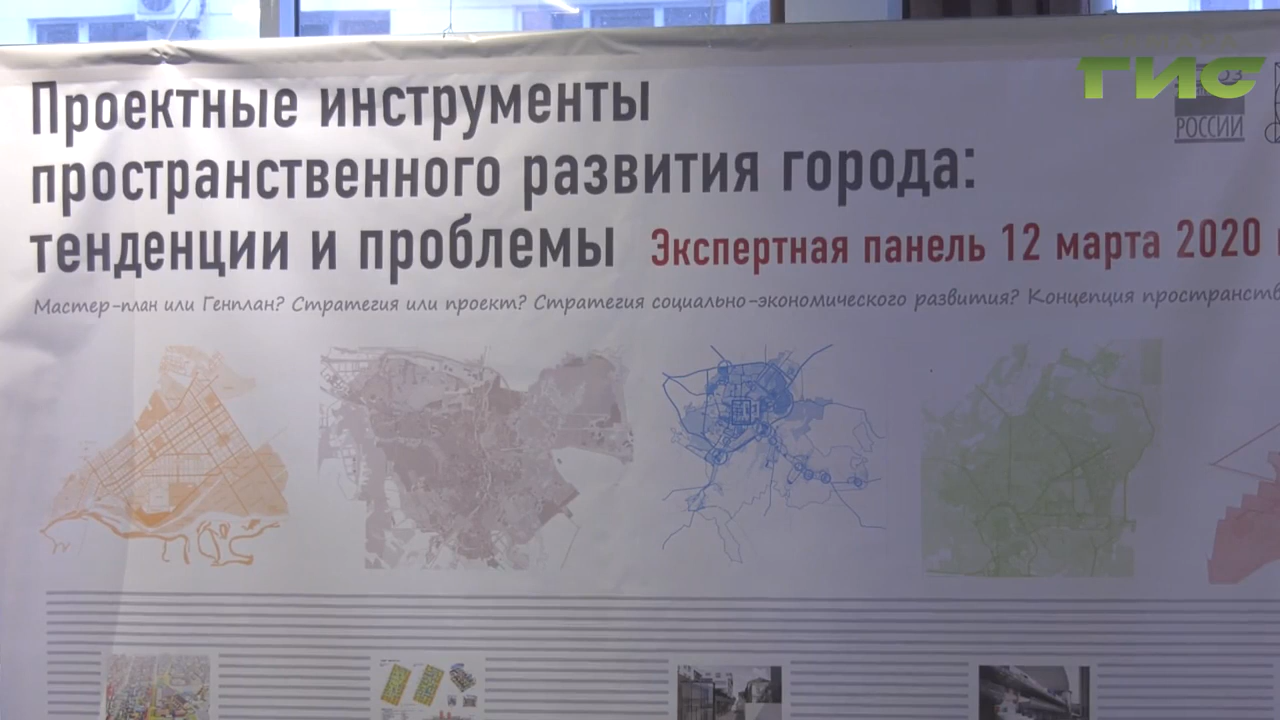 Проектные инструменты
пространственного развития города:
тенденции и проблемы Экспертная панель 12 марта 2020
Мастер-план или Генплан? Стратегия или проект? Стратегия социально-экономического развития? Концепция
ГИС
РОССИИ